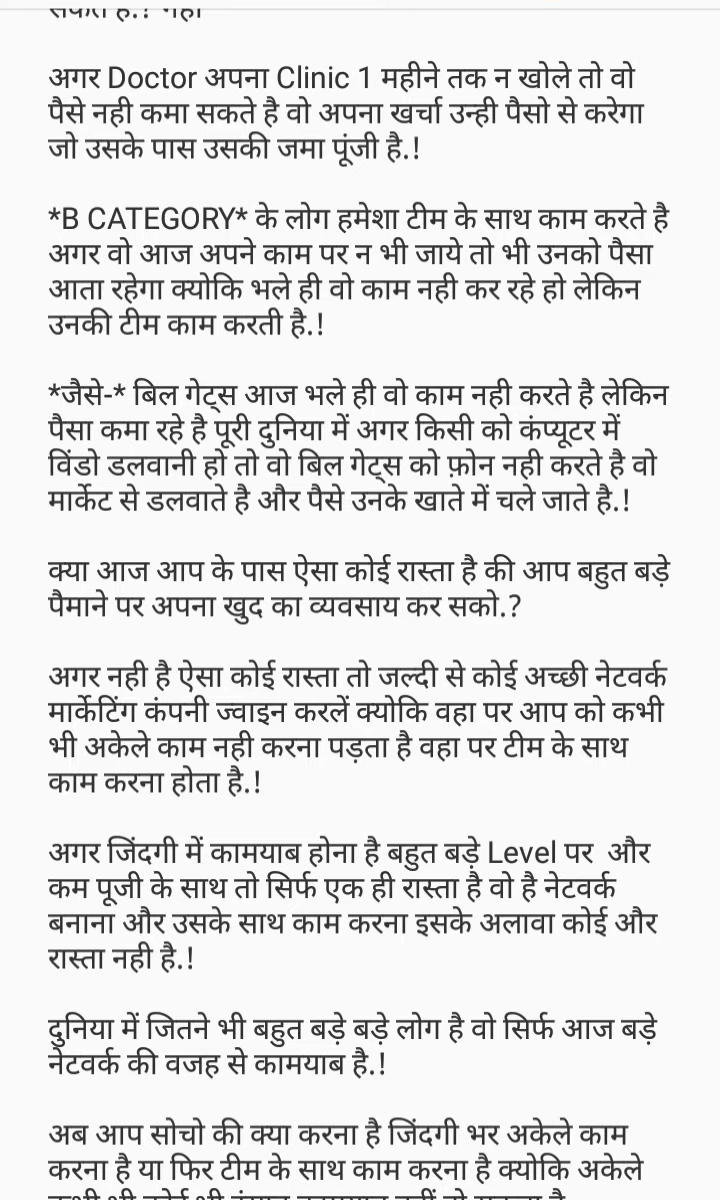 अगर Doctor अपना Clinic 1 महीने तक न खोले तो वो
पैसे नही कमा सकते है वो अपना खर्चा उन्ही पैसो से करेगा
जो उसके पास उसकी जमा पूंजी है.!
*B CATEGORY* के लोग हमेशा टीम के साथ काम करते है
अगर वो आज अपने काम पर न भी जाये तो भी उनको पैसा
आता रहेगा क्योकि भले ही वो काम नही कर रहे हो लेकिन
उनकी टीम काम करती है.!
*जैसे-* बिल गेट्स आज भले ही वो काम नही करते है लेकिन
पैसा कमा रहे है पूरी दुनिया में अगर किसी को कंप्यूटर में
विंडो डलवानी हो तो वो बिल गेट्स को फ़ोन नही करते है वो
मार्केट से डलवाते है और पैसे उनके खाते में चले जाते है.!
क्या आज आप के पास ऐसा कोई रास्ता है की आप बहुत बड़े
पैमाने पर अपना खुद का व्यवसाय कर सको.?
अगर नही है ऐसा कोई रास्ता तो जल्दी से कोई अच्छी नेटवर्क
मार्केटिंग कंपनी ज्वाइन करलें क्योकि वहा पर आप को कभी
भी अकेले काम नही करना पड़ता है वहा पर टीम के साथ
काम करना होता है.!
अगर जिंदगी में कामयाब होना है बहुत बड़े Level पर और
कम पूजी के साथ तो सिर्फ एक ही रास्ता है वो है नेटवर्क
बनाना और उसके साथ काम करना इसके अलावा कोई और
रास्ता नही है.!
दुनिया में जितने भी बहुत बड़े बड़े लोग है वो सिर्फ आज बड़े
नेटवर्क की वजह से कामयाब है.!
अब आप सोचो की क्या करना है जिंदगी भर अकेले काम
करना है या फिर टीम के साथ काम करना है क्योकि अकेले